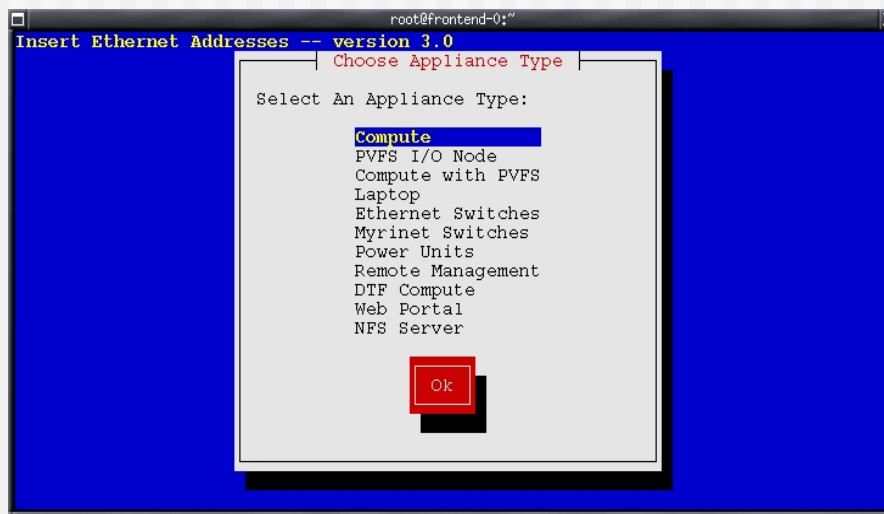 root@frontend-0:~
Insert Ethernet Addresses -- version 3.0
Choose Appliance Type
Select An Appliance Type:
Compute
PVFS I/O Node
Compute with PVFS
Laptop
Ethernet Switches
Myrinet Switches
Power Units
Remote Management
DTF Compute
Web Portal
NFS Server
Ok